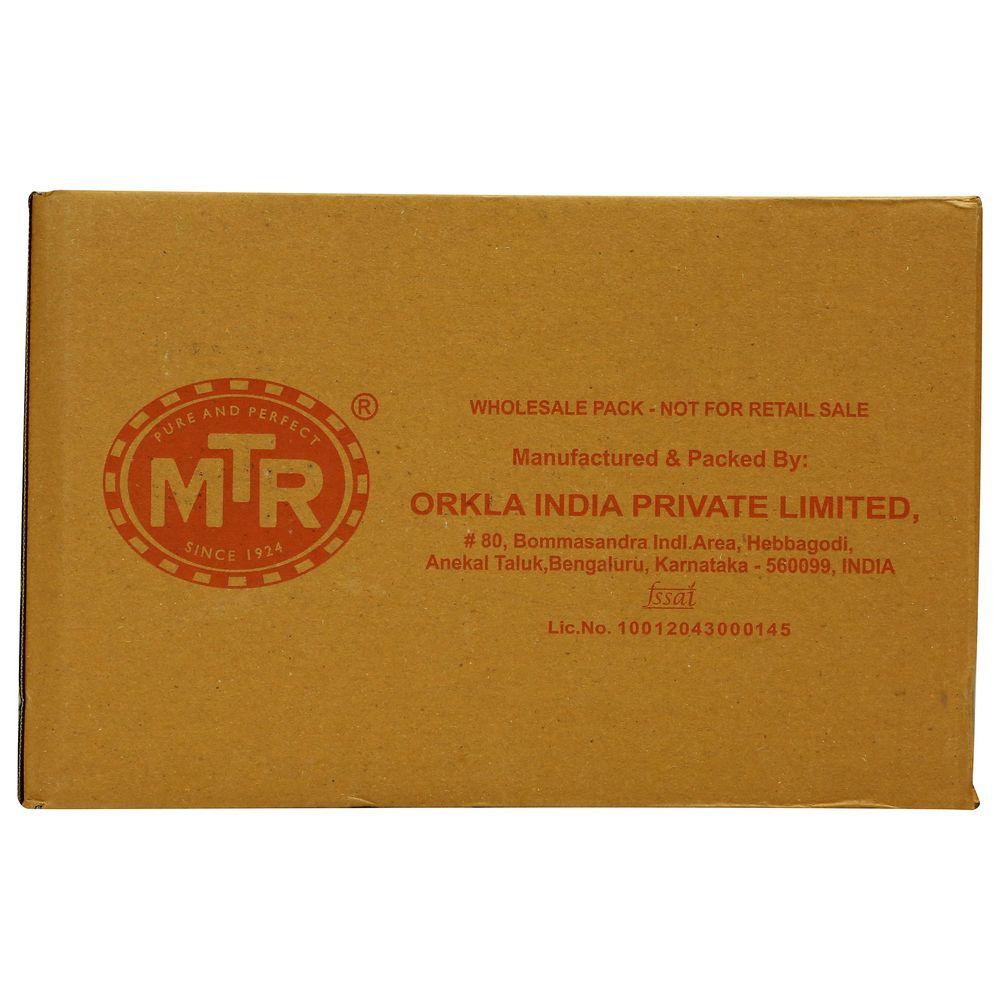 PURE AND PERFECT
MTR
SINCE 1924
®
WHOLESALE PACK - NOT FOR RETAIL SALE
Manufactured & Packed By:
ORKLA INDIA PRIVATE LIMITED,
# 80, Bommasandra Indl.Area, Hebbagodi,
Anekal Taluk,Bengaluru, Karnataka - 560099, INDIA
fssai
Lic.No. 10012043000145